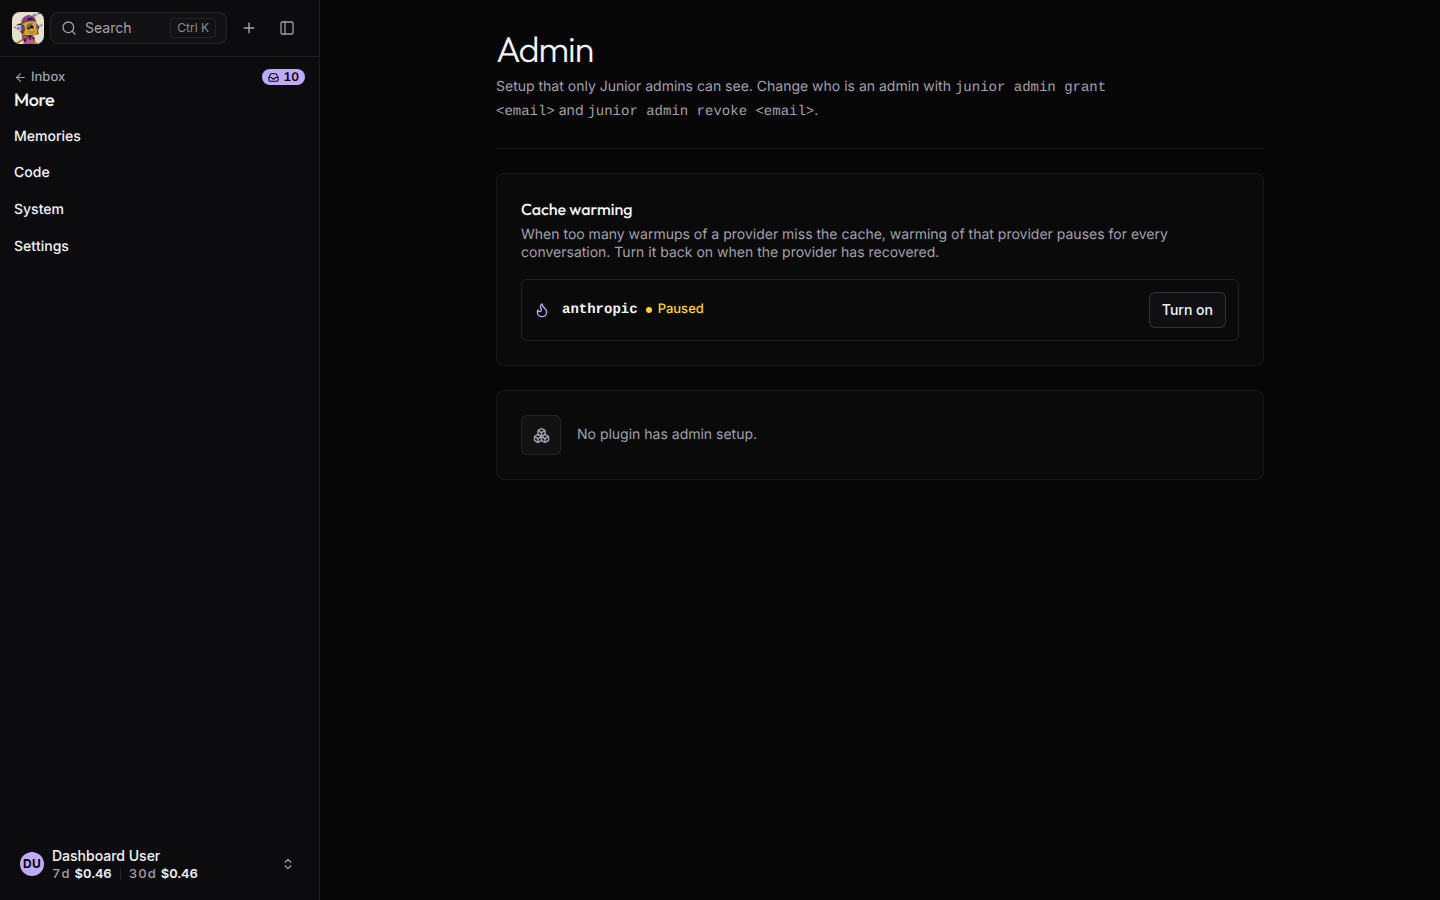 Search
Ctrl K
Inbox
10
More
Memories
Code
System
Settings
Admin
Setup that only Junior admins can see. Change who is an admin with junior admin grant
<email> and junior admin revoke <email>.
Cache warming
When too many warmups of a provider miss the cache, warming of that provider pauses for every
conversation. Turn it back on when the provider has recovered.
anthropic Paused
Turn on
No plugin has admin setup.
DU
Dashboard User
7d $0.46 30d $0.46